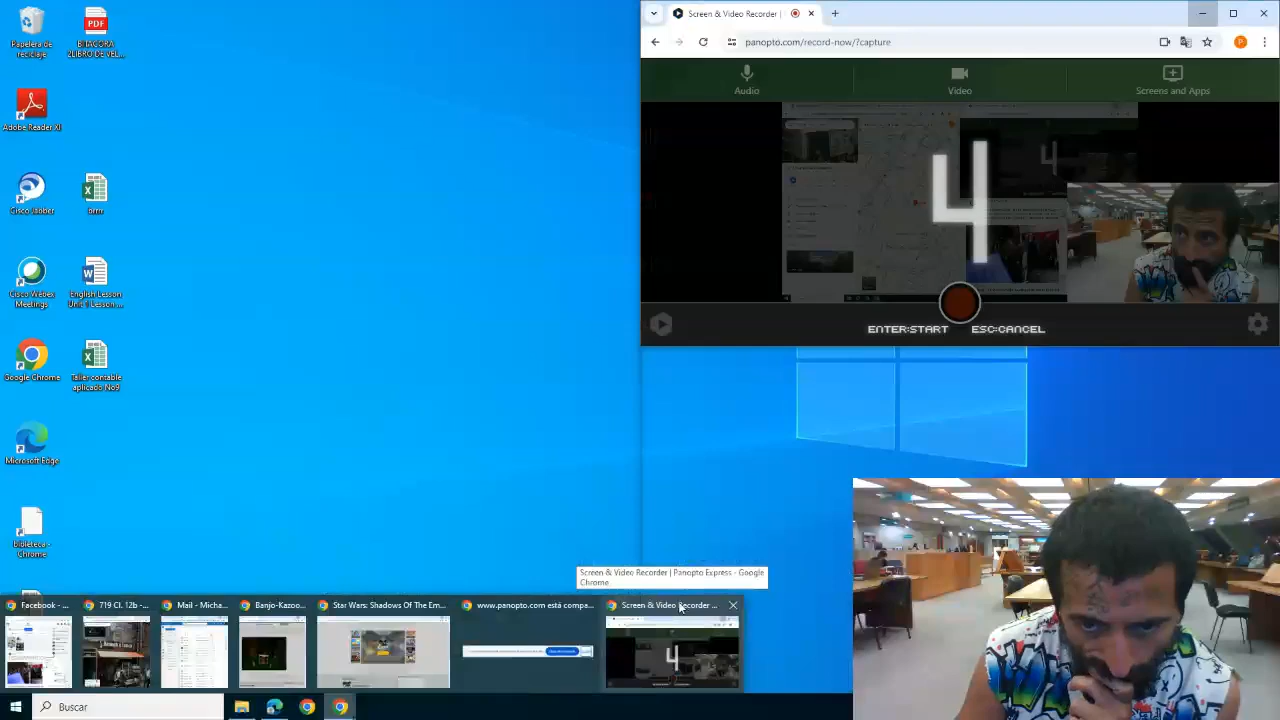 Papelera de
reciclaje
BITACORA
2LIBRO DE VEL...
Adobe Reader XI
Cisco Jabber
Cisco Webex
Meetings
English Lesson
Google Chrome
Taller contable
aplicado No9
Microsoft Edge
Biblioteca -
Chrome
Screen & Video Recorder |
panopto.com/record-now/?capture
Audio
Video
Screens and Apps
4
ENTER:START
ESC:CANCEL
Screen & Video Recorder | Panopto Express - Google
Chrome
Facebook - ...
719 Cl. 12b -...
Mail - Micha...
Banjo-Kazoo...
Star Wars: Shadows Of The Em...
www.panopto.com está compa...
Screen & Video Recorder ...
4
Buscar